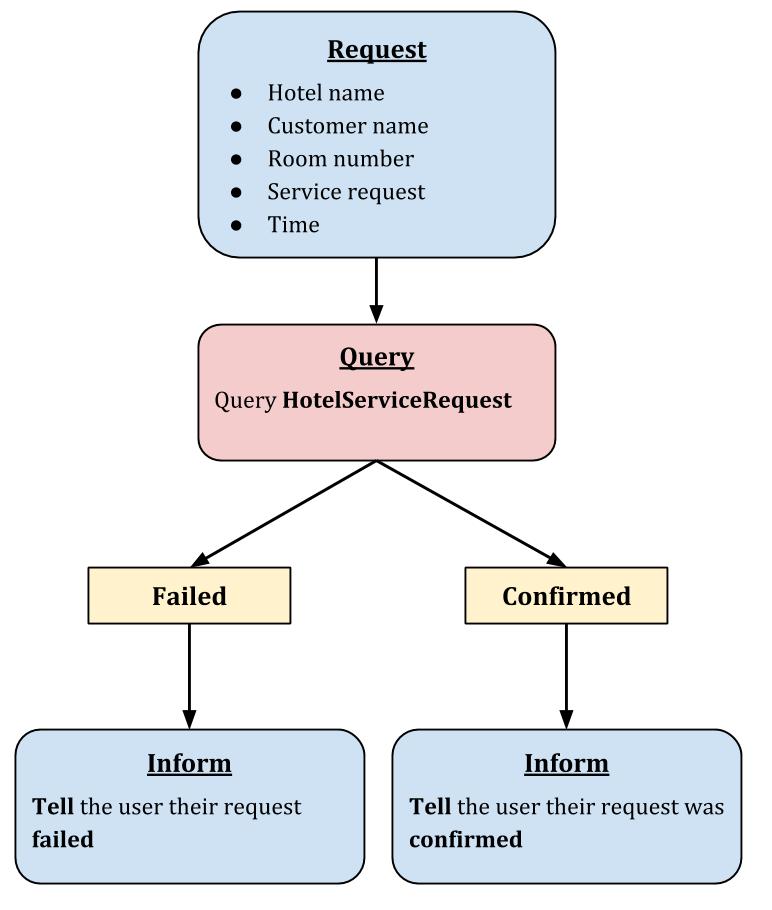 Request
● Hotel name
● Customer name
● Room number
● Service request
● Time
Query
Query HotelServiceRequest
Failed
Confirmed
Inform
Tell the user their request
failed
Inform
Tell the user their request was
confirmed